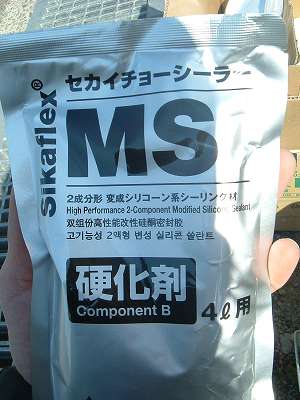 Sikaflex®
セカイチョーシーラー
MS
2成分形 変成シリコーン系シーリング材
High Performance 2-Component Modified Silicone Sealant
双组份高性能改性硅酮密封胶
고기능성 2액형 변성 실리콘 쓸란트
硬化剤
Component B
4ℓ用